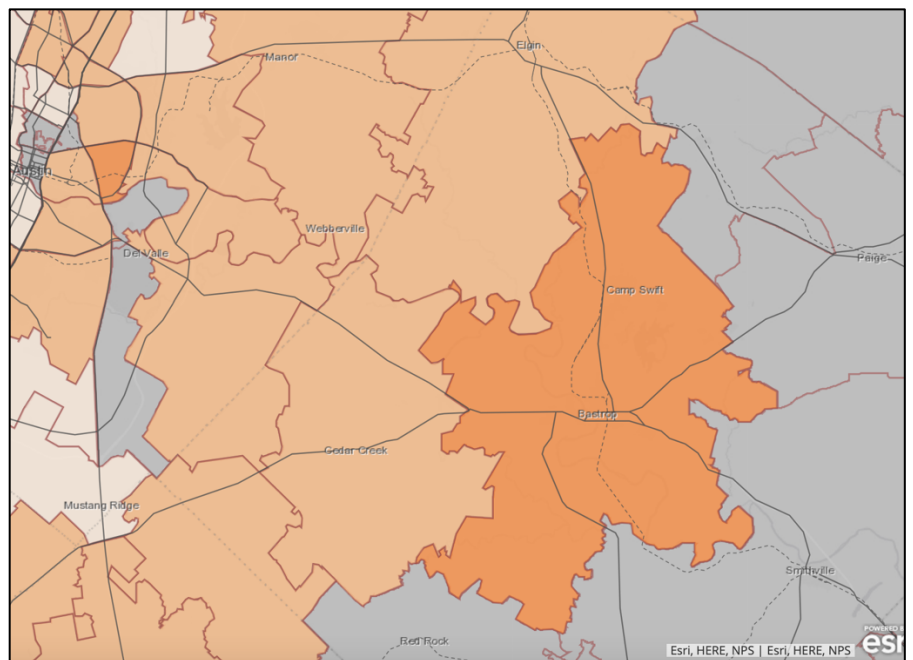 Elgin
Manor
Austin
Webberville
Del Valle
Paige
Camp Swift
Bastrop
Cedar Creek
Mustang Ridge
Smithville
Red Rock
POWERED B
esri
Esri, HERE, NPS | Esri, HERE, NPS